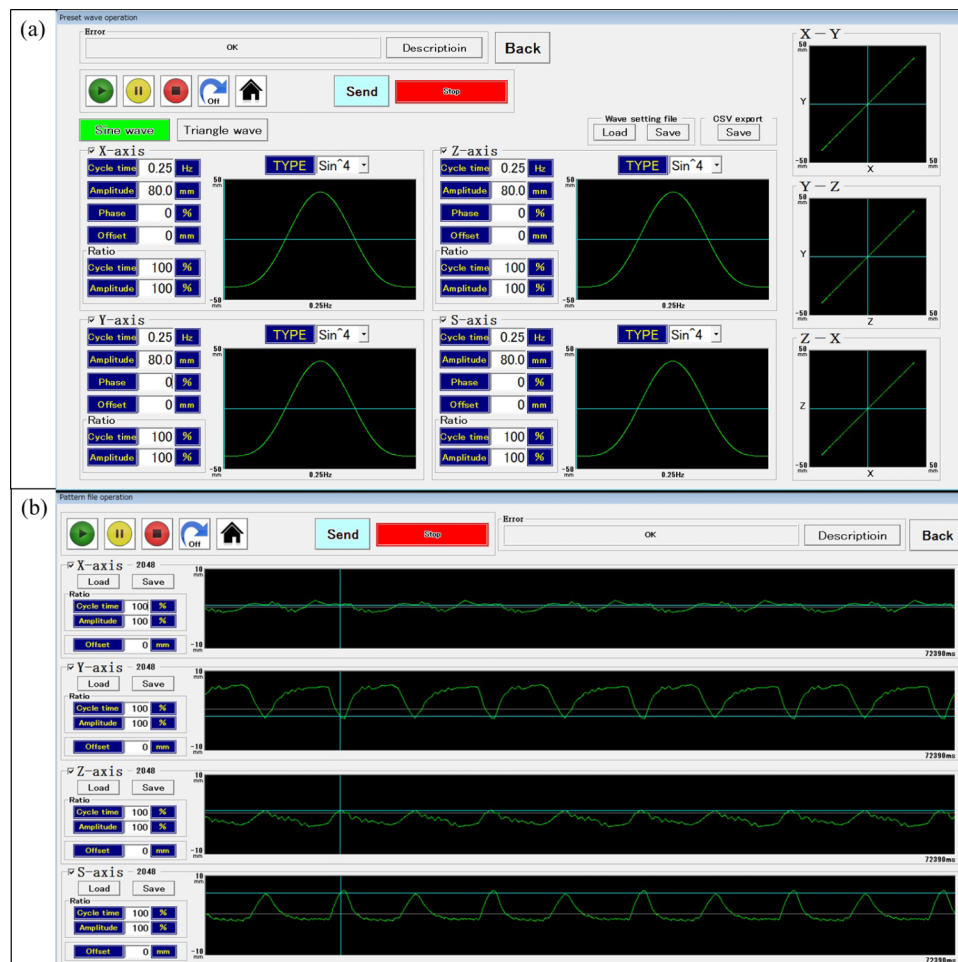 (a)
Preset wave operation
Error
OK
Descriptioin
Back
Off
Send
Stop
Sine wave
Triangle wave
Wave setting file
Load
Save
CSV export
Save
X-axis
Cycle time 0.25 Hz
Amplitude 80.0 mm
Phase 0 %
Offset 0 mm
Ratio
Cycle time 100 %
Amplitude 100 %
TYPE Sin^4
50
mm
-50
mm
0.25Hz
Z-axis
Cycle time 0.25 Hz
Amplitude 80.0 mm
Phase 0 %
Offset 0 mm
Ratio
Cycle time 100 %
Amplitude 100 %
TYPE Sin^4
50
mm
-50
mm
0.25Hz
Y-axis
Cycle time 0.25 Hz
Amplitude 80.0 mm
Phase 0 %
Offset 0 mm
Ratio
Cycle time 100 %
Amplitude 100 %
TYPE Sin^4
50
mm
-50
mm
0.25Hz
S-axis
Cycle time 0.25 Hz
Amplitude 80.0 mm
Phase 0 %
Offset 0 mm
Ratio
Cycle time 100 %
Amplitude 100 %
TYPE Sin^4
50
mm
-50
mm
0.25Hz
X-Y
50
mm
Y
-50
mm
X
50
mm
Y-Z
50
mm
Y
-50
mm
Z
50
mm
Z-X
50
mm
Z
-50
mm
X
50
mm
(b)
Pattern file operation
Off
Send
Stop
Error
OK
Descriptioin
Back
X-axis 2048
Load
Save
Ratio
Cycle time 100 %
Amplitude 100 %
Offset 0 mm
10
mm
-10
mm
72390ms
Y-axis 2048
Load
Save
Ratio
Cycle time 100 %
Amplitude 100 %
Offset 0 mm
10
mm
-10
mm
72390ms
Z-axis 2048
Load
Save
Ratio
Cycle time 100 %
Amplitude 100 %
Offset 0 mm
10
mm
-10
mm
72390ms
S-axis 2048
Load
Save
Ratio
Cycle time 100 %
Amplitude 100 %
Offset 0 mm
10
mm
-10
mm
72390ms